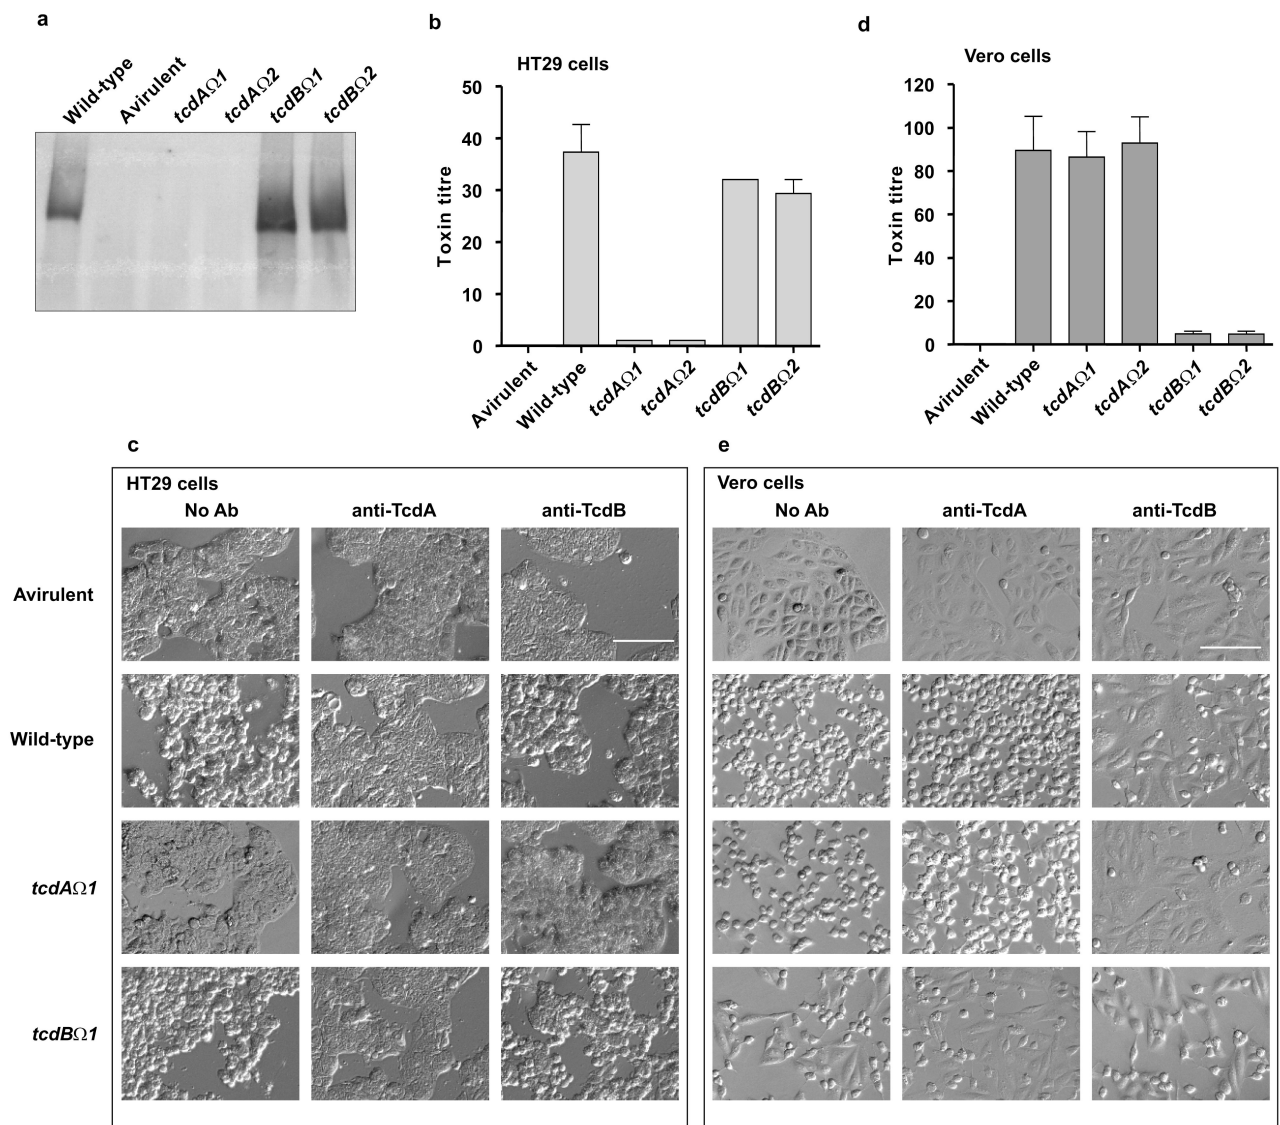 a
Wild-type
Avirulent
tcdAΩ1
tcdAΩ2
tcdBΩ1
tcdBΩ2
b
HT29 cells
Toxin titre
50
40
30
20
10
0
Avirulent
Wild-type
tcdAΩ1
tcdAΩ2
tcdBΩ1
tcdBΩ2
d
Vero cells
Toxin titre
120
100
80
60
40
20
0
Avirulent
Wild-type
tcdAΩ1
tcdAΩ2
tcdBΩ1
tcdBΩ2
c
HT29 cells
No Ab anti-TcdA anti-TcdB
Avirulent
Wild-type
tcdAΩ1
tcdBΩ1
e
Vero cells
No Ab anti-TcdA anti-TcdB